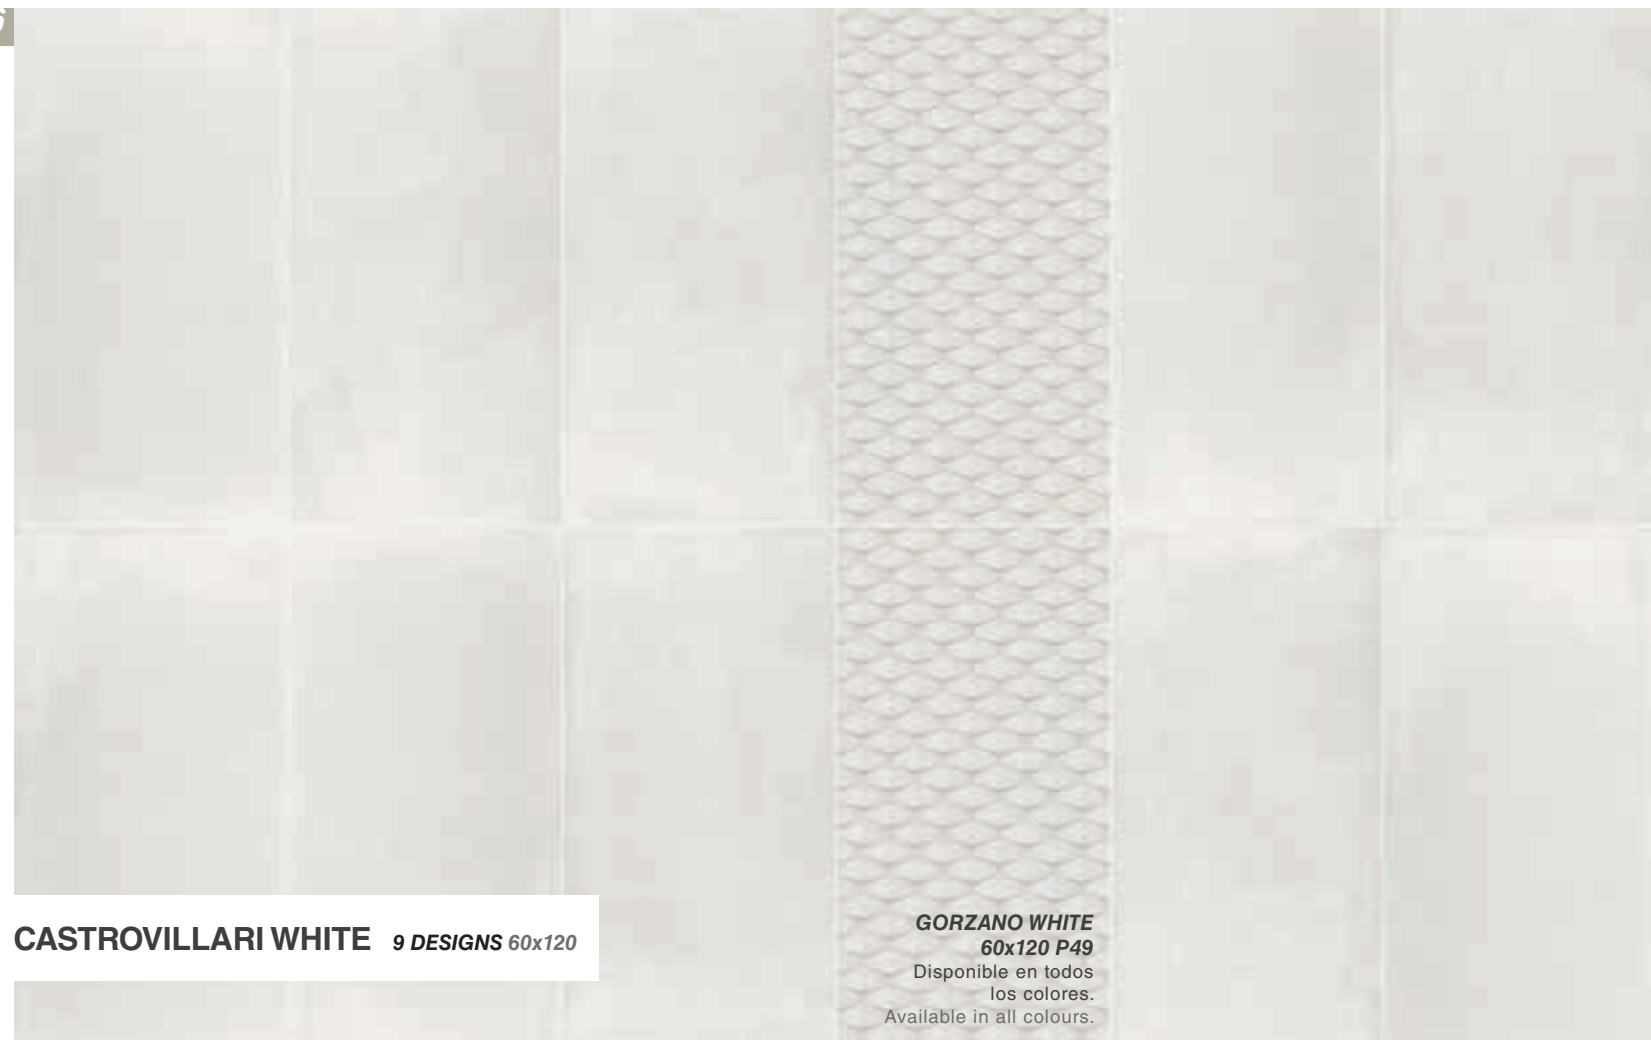 CASTROVILLARI WHITE 9 DESIGNS 60x120
GORZANO WHITE
60x120 P49
Disponible en todos
los colores.
Available in all colours.